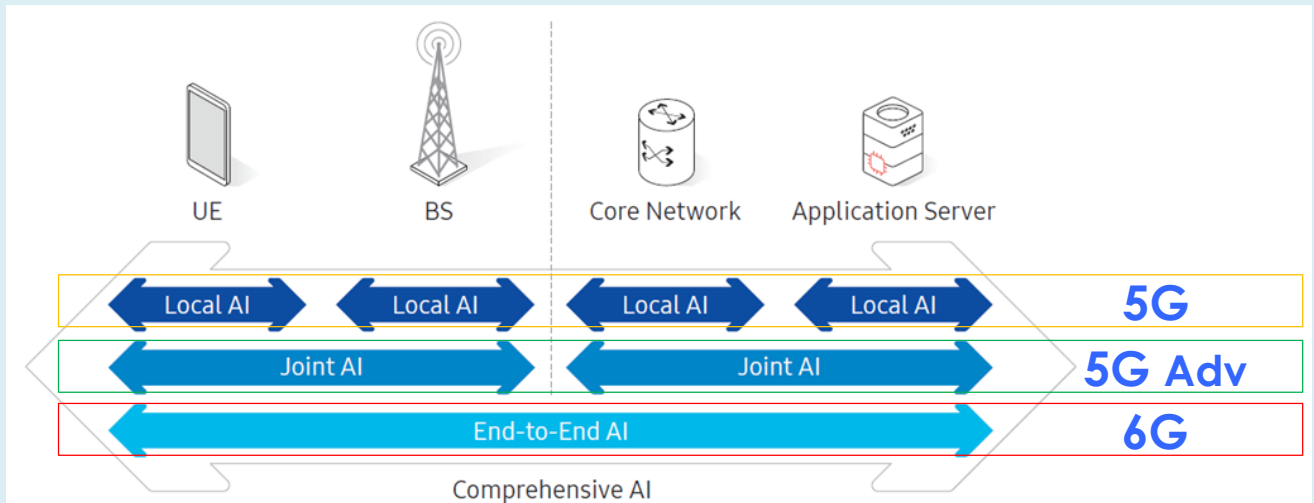 UE BS Core Network Application Server
Local AI Local AI Local AI Local AI 5G
Joint AI Joint AI 5G Adv
End-to-End AI 6G
Comprehensive AI